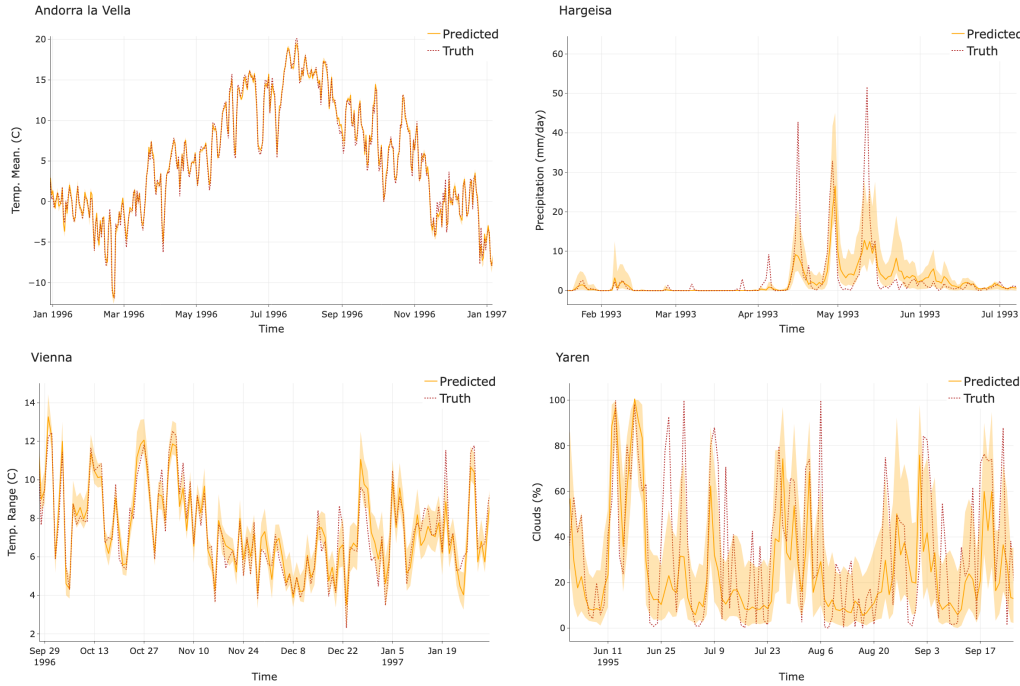 Andorra la Vella
Predicted
Truth
20
15
10
5
0
−5
−10
Temp. Mean. (C)
Jan 1996
Mar 1996
May 1996
Jul 1996
Sep 1996
Nov 1996
Jan 1997
Time
Hargeisa
Predicted
Truth
60
50
40
30
20
10
0
Precipitation (mm/day)
Feb 1993
Mar 1993
Apr 1993
May 1993
Jun 1993
Jul 1993
Time
Vienna
Predicted
Truth
14
12
10
8
6
4
2
Temp. Range (C)
Sep 29
1996
Oct 13
Oct 27
Nov 10
Nov 24
Dec 8
Dec 22
Jan 5
1997
Jan 19
Time
Yaren
Predicted
Truth
100
80
60
40
20
0
Clouds (%)
Jun 11
1995
Jun 25
Jul 9
Jul 23
Aug 6
Aug 20
Sep 3
Sep 17
Time